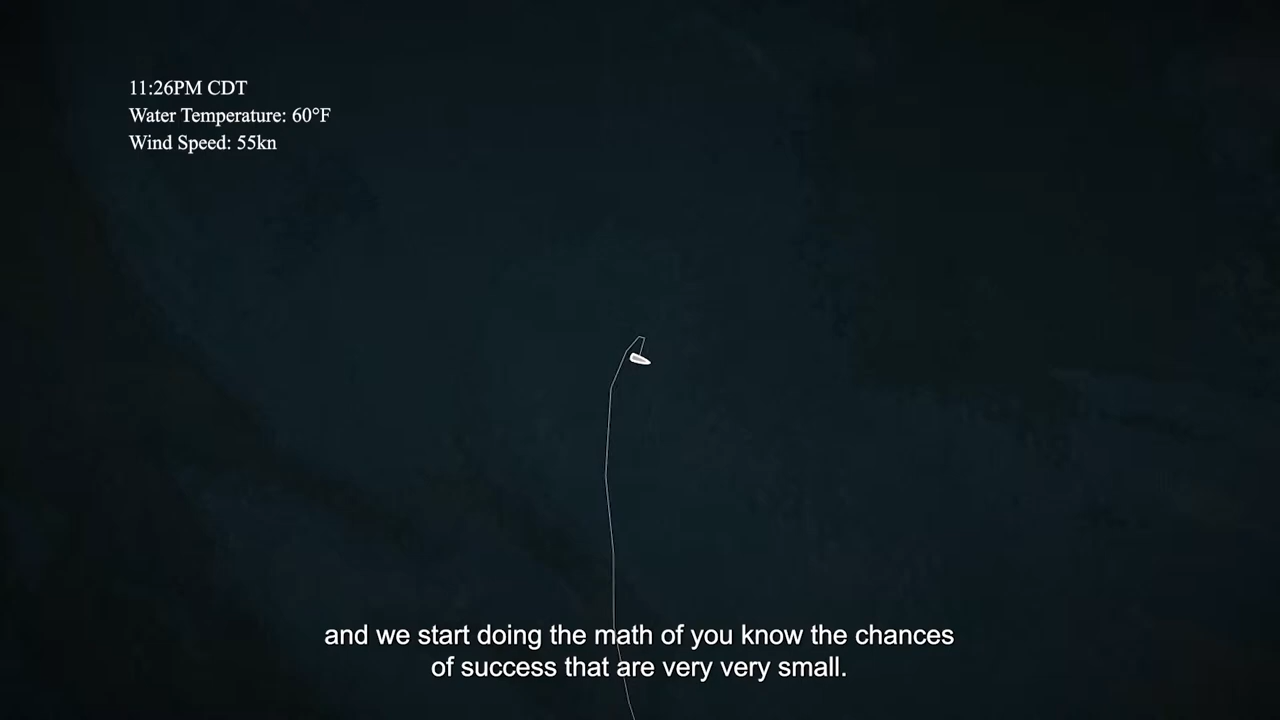 11:26PM CDT
Water Temperature: 60°F
Wind Speed: 55kn
and we start doing the math of you know the chances
of success that are very very small.